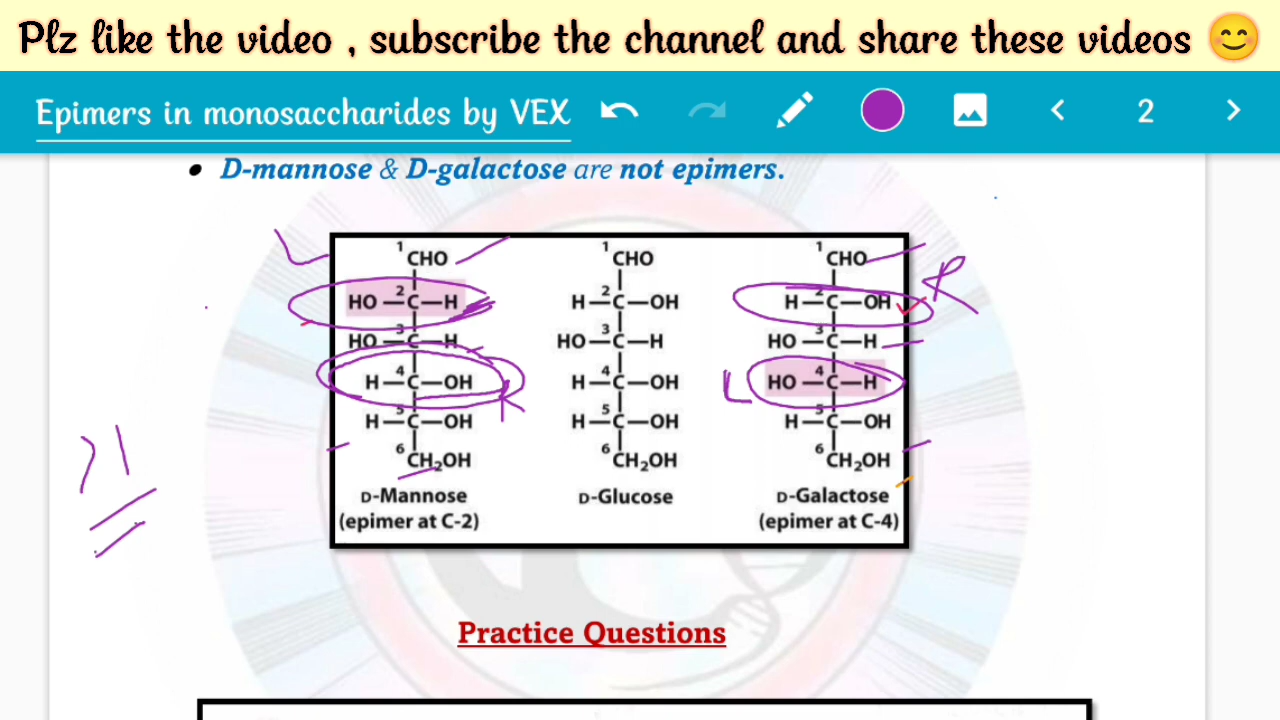 Plz like the video , subscribe the channel and share these videos 😊
Epimers in monosaccharides by VEX
2
• D-mannose & D-galactose are not epimers.
1CHO 1CHO 1CHO
HO—2C—H H—2C—OH H—2C—OH R
HO—3C—H HO—3C—H HO—3C—H
H—4C—OH R H—4C—OH L HO—4C—H
H—5C—OH H—5C—OH H—5C—OH
6CH₂OH 6CH₂OH 6CH₂OH
>1
D-Mannose D-Glucose D-Galactose
(epimer at C-2) (epimer at C-4)
Practice Questions